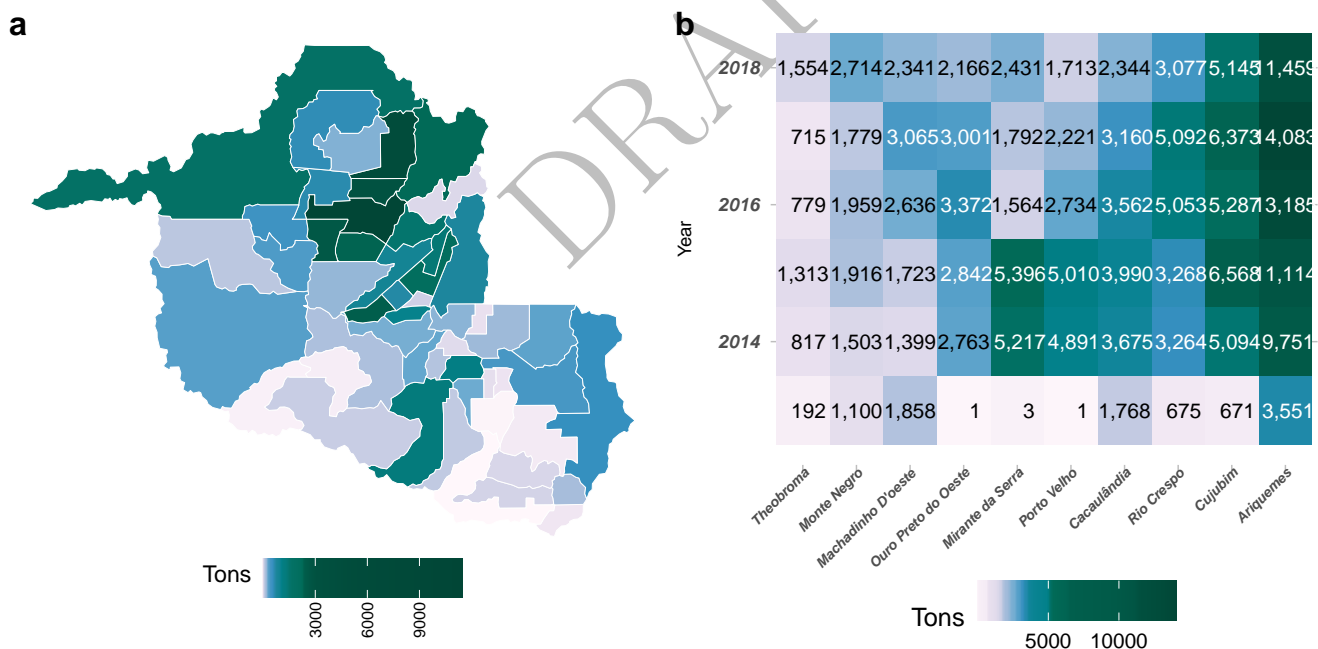 a
Tons
3000 6000 9000
b
DRA
Year
2018 1,554 2,714 2,341 2,166 2,431 1,713 2,344 3,077 5,145 11,459
715 1,779 3,065 3,001 1,792 2,221 3,160 5,092 6,373 14,083
2016 779 1,959 2,636 3,372 1,564 2,734 3,562 5,053 5,287 13,185
1,313 1,916 1,723 2,842 5,396 5,010 3,990 3,268 6,568 11,114
2014 817 1,503 1,399 2,763 5,217 4,891 3,675 3,264 5,094 9,751
192 1,100 1,858 1 3 1 1,768 675 671 3,551
Theobroma
Monte Negro
Machadinho D'oeste
Ouro Preto do Oeste
Mirante da Serra
Porto Velho
Cacaulândia
Rio Crespo
Cujubim
Ariquemes
Tons
5000 10000